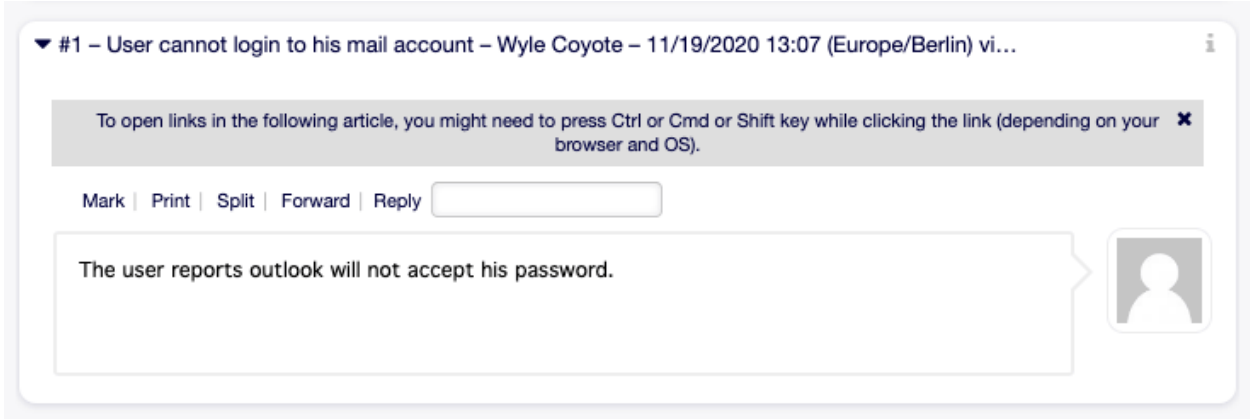 #1 – User cannot login to his mail account – Wyle Coyote – 11/19/2020 13:07 (Europe/Berlin) vi…
To open links in the following article, you might need to press Ctrl or Cmd or Shift key while clicking the link (depending on your
browser and OS).
Mark | Print | Split | Forward | Reply
The user reports outlook will not accept his password.